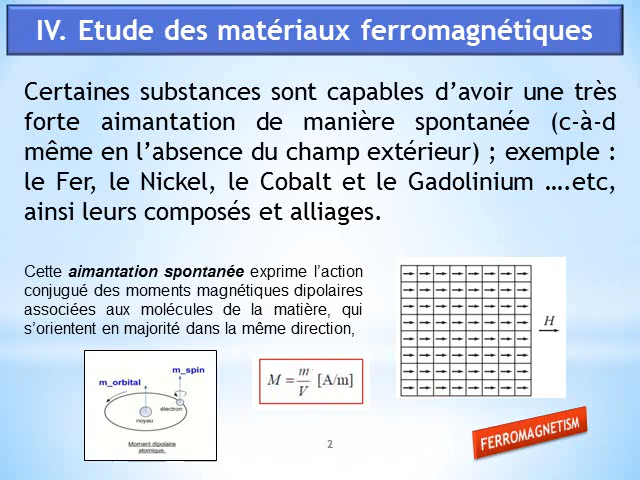 IV. Etude des matériaux ferromagnétiques
Certaines substances sont capables d’avoir une très
forte aimantation de manière spontanée (c-à-d
même en l’absence du champ extérieur) ; exemple :
le Fer, le Nickel, le Cobalt et le Gadolinium ….etc,
ainsi leurs composés et alliages.
Cette aimantation spontanée exprime l’action
conjugué des moments magnétiques dipolaires
associées aux molécules de la matière, qui
s’orientent en majorité dans la même direction,
H
m_spin
m_orbital
électron
noyau
Moment dipolaire
atomique.
M = m/V [A/m]
2
FERROMAGNETISM